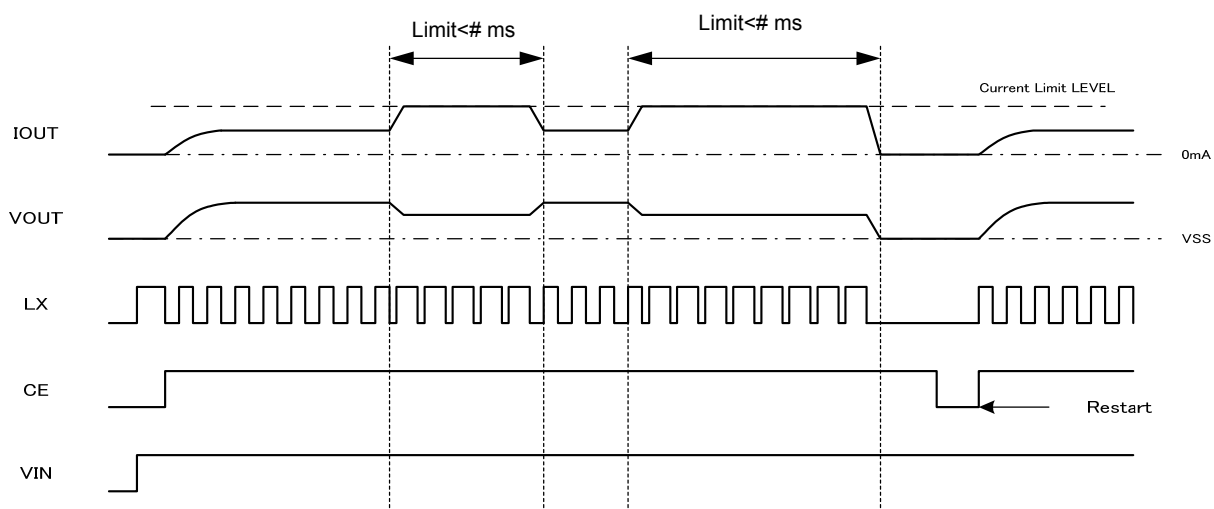 Limit<# ms
Limit<# ms
Current Limit LEVEL
IOUT
0mA
VOUT
VSS
LX
CE
Restart
VIN